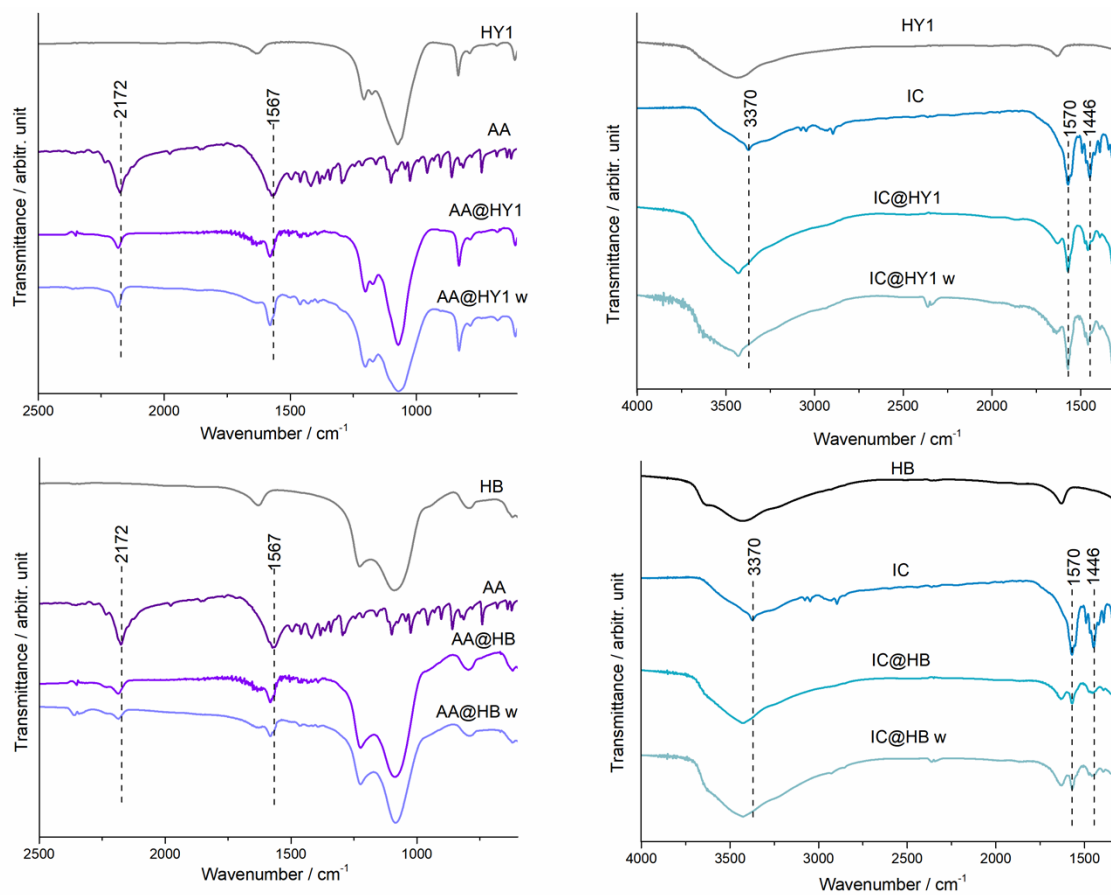 HY1
2172
1567
AA
AA@HY1
AA@HY1 w
Transmittance / arbitr. unit
2500
2000
1500
1000
Wavenumber / cm⁻¹
HY1
3370
IC
1570
1446
IC@HY1
IC@HY1 w
Transmittance / arbitr. unit
4000
3500
3000
2500
2000
1500
Wavenumber / cm⁻¹
HB
2172
1567
AA
AA@HB
AA@HB w
Transmittance / arbitr. unit
2500
2000
1500
1000
Wavenumber / cm⁻¹
HB
3370
IC
1570
1446
IC@HB
IC@HB w
Transmittance / arbitr. unit
4000
3500
3000
2500
2000
1500
Wavenumber / cm⁻¹